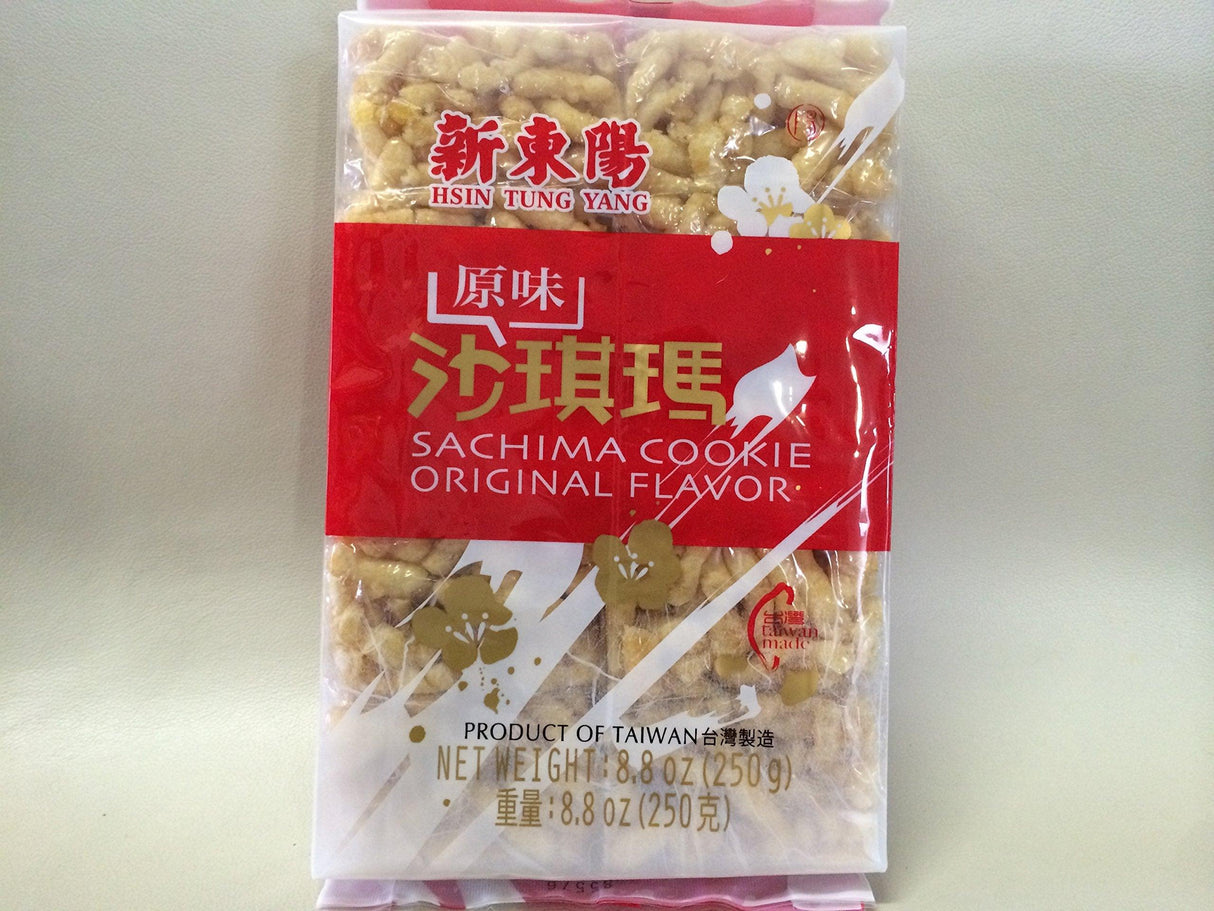 新東陽
HSIN TUNG YANG
原味
沙琪瑪
SACHIMA COOKIE
ORIGINAL FLAVOR
台灣
taiwan
made
PRODUCT OF TAIWAN台灣製造
NET WEIGHT:8.8 oz (250 g)
重量:8.8 oz (250克)